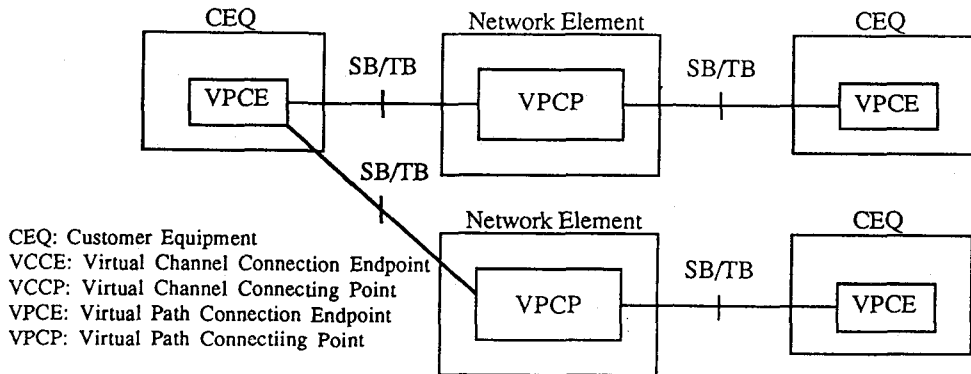 CEQ
Network Element
CEQ
SB/TB
SB/TB
VPCE
VPCP
VPCE
SB/TB
Network Element
CEQ
CEQ: Customer Equipment
SB/TB
VCCE: Virtual Channel Connection Endpoint
VCCP: Virtual Channel Connecting Point
VPCP
VPCE
VPCE: Virtual Path Connection Endpoint
VPCP: Virtual Path Connectiing Point